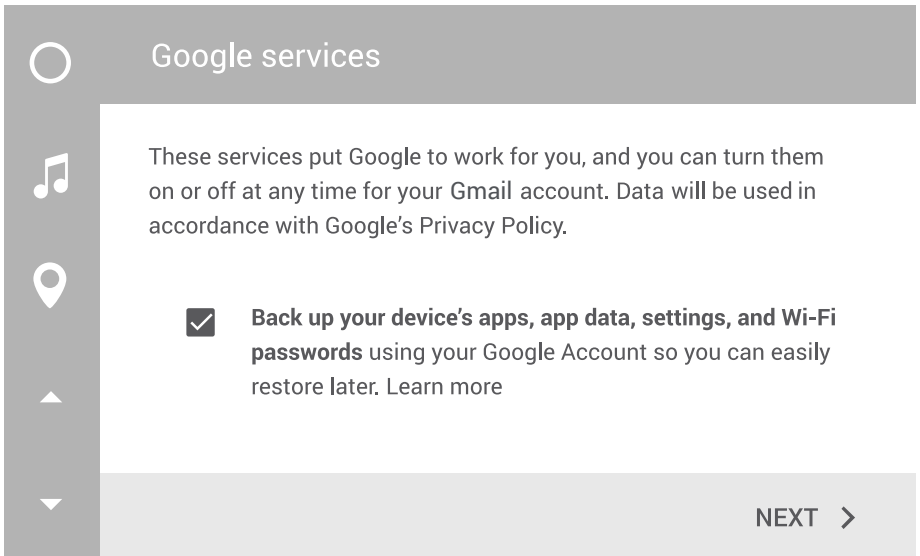 Google services
These services put Google to work for you, and you can turn them
on or off at any time for your Gmail account. Data will be used in
accordance with Google's Privacy Policy.
Back up your device's apps, app data, settings, and Wi-Fi
passwords using your Google Account so you can easily
restore later. Learn more
NEXT